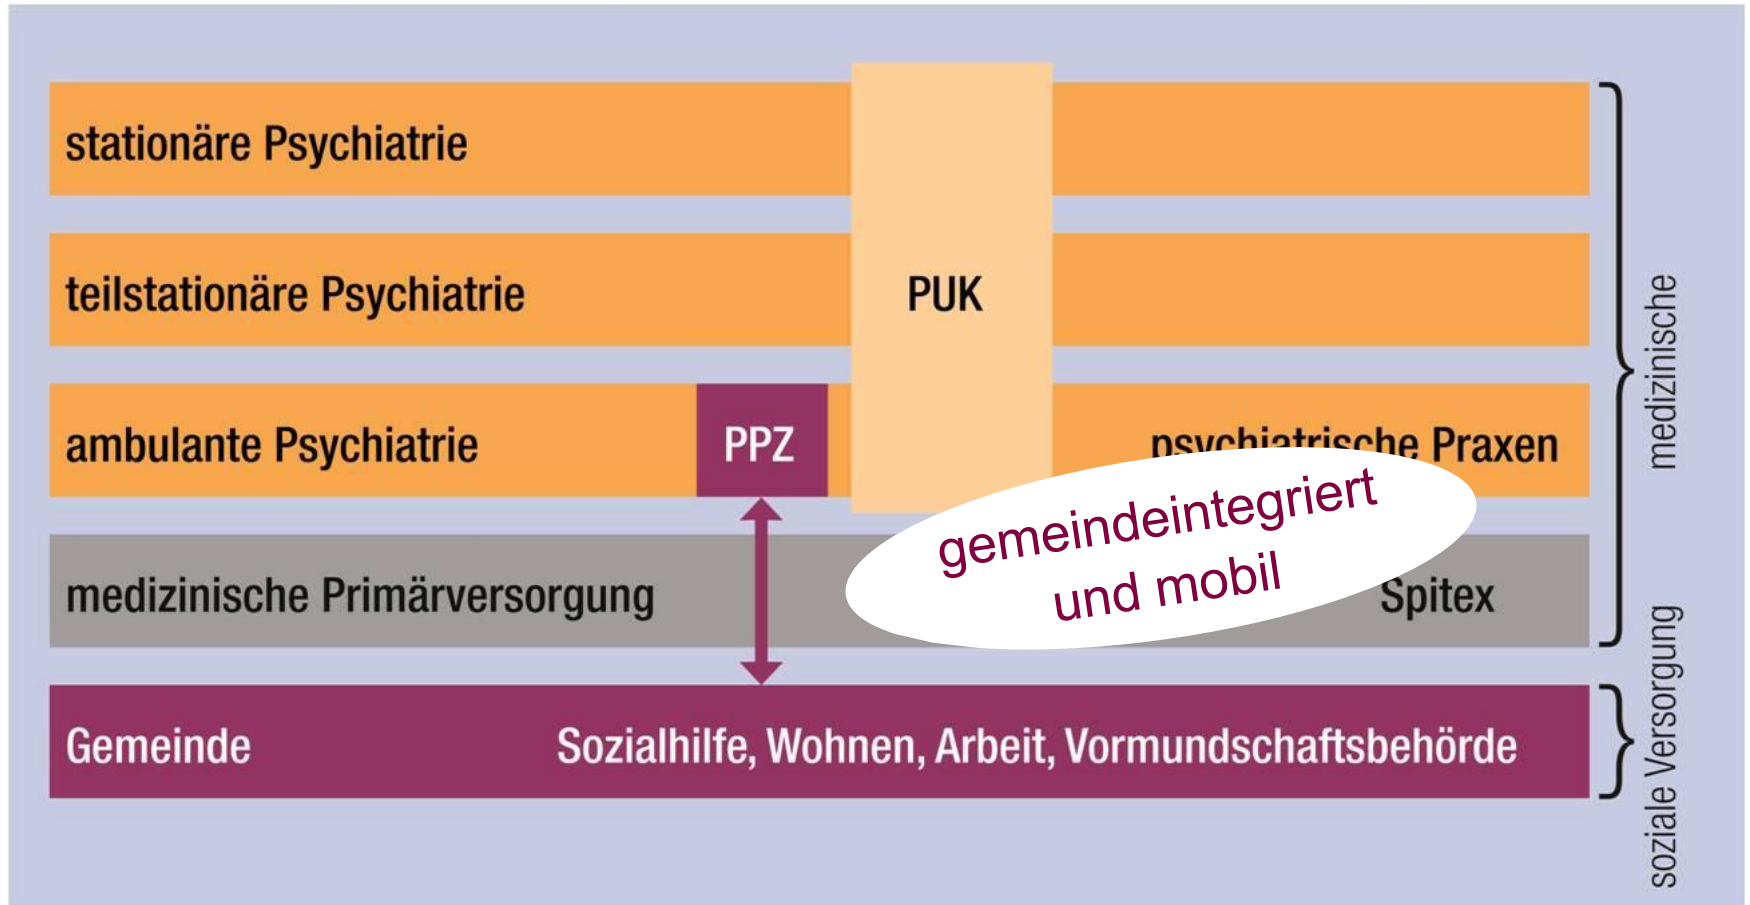 stationäre Psychiatrie
teilstationäre Psychiatrie
PUK
ambulante Psychiatrie
PPZ
psychiatrische Praxen
gemeindeintegriert
und mobil
medizinische Primärversorgung
Spitex
Gemeinde
Sozialhilfe, Wohnen, Arbeit, Vormundschaftsbehörde
medizinische
soziale Versorgung